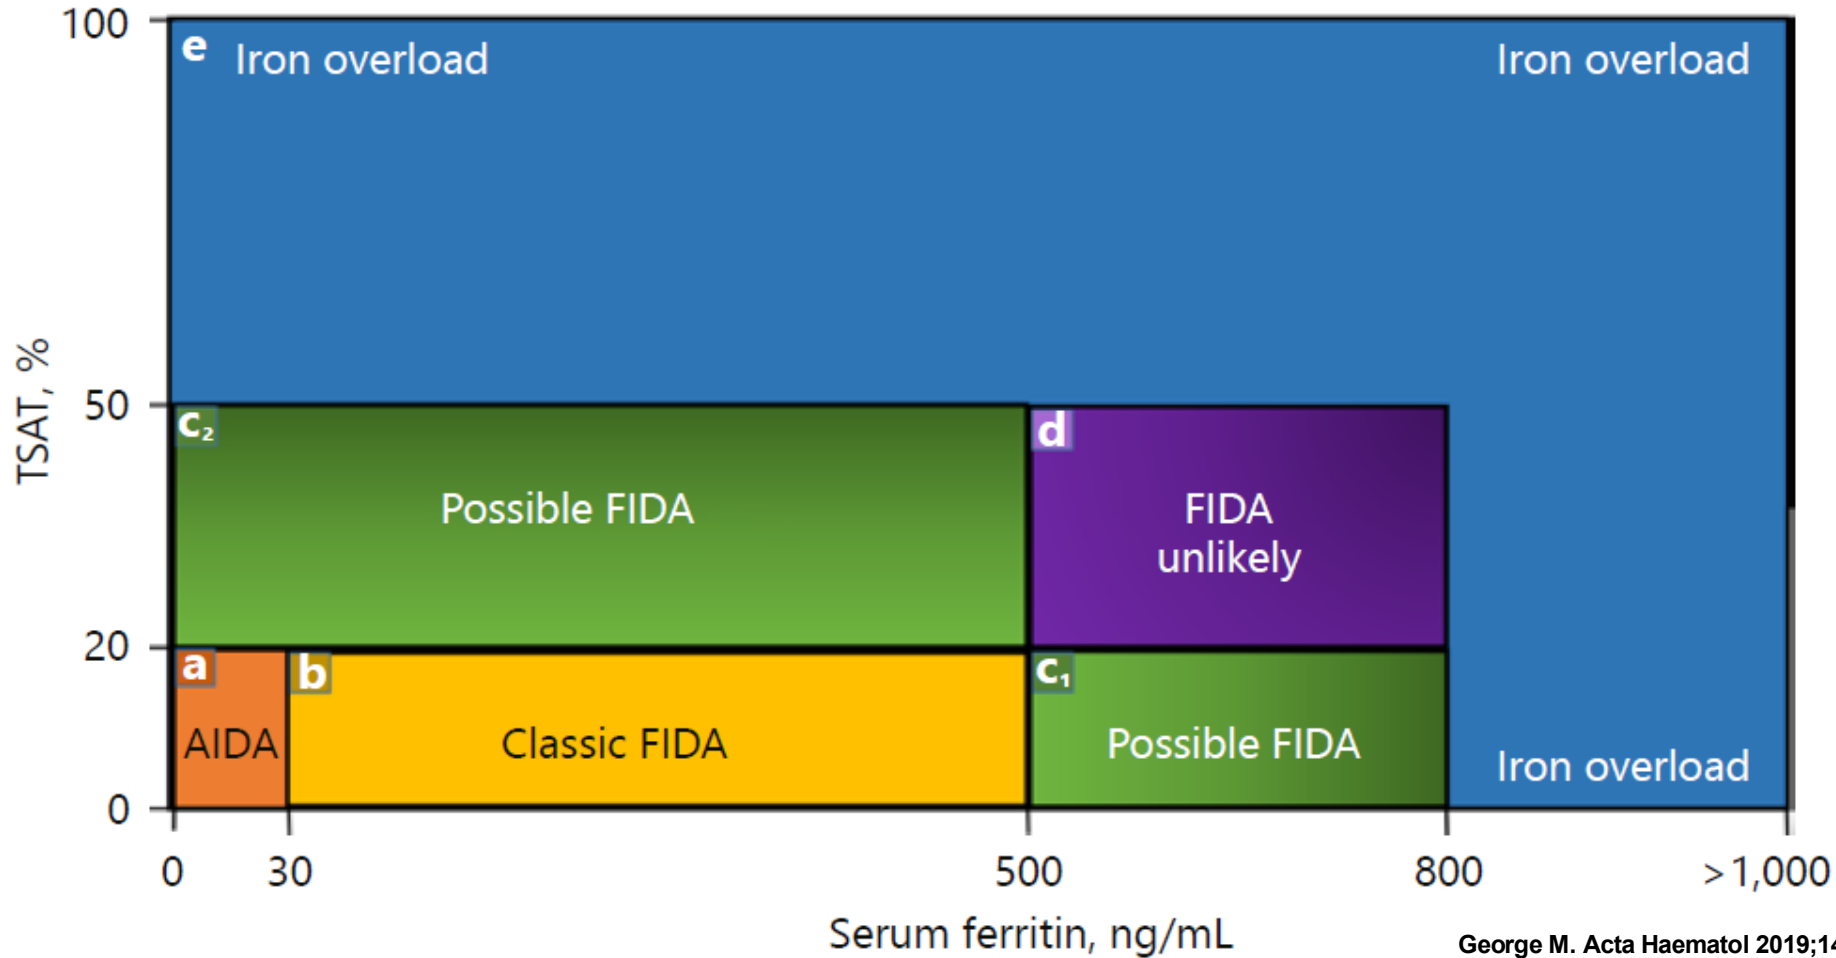 100
e Iron overload Iron overload
TSAT, %
50
c₂ d
Possible FIDA FIDA
unlikely
20
a b c₁
AIDA Classic FIDA Possible FIDA
Iron overload
0
0 30 500 800 >1,000
Serum ferritin, ng/mL
George M. Acta Haematol 2019;14